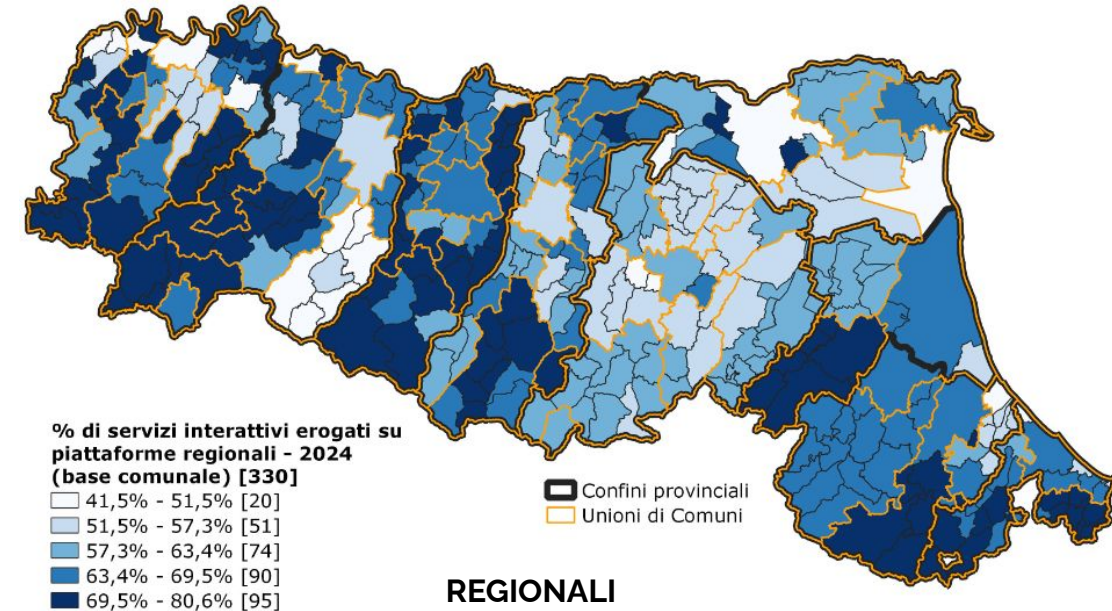 % di servizi interattivi erogati su
piattaforme regionali - 2024
(base comunale) [330]
41,5% - 51,5% [20]
51,5% - 57,3% [51]
57,3% - 63,4% [74]
63,4% - 69,5% [90]
69,5% - 80,6% [95]
Confini provinciali
Unioni di Comuni
REGIONALI